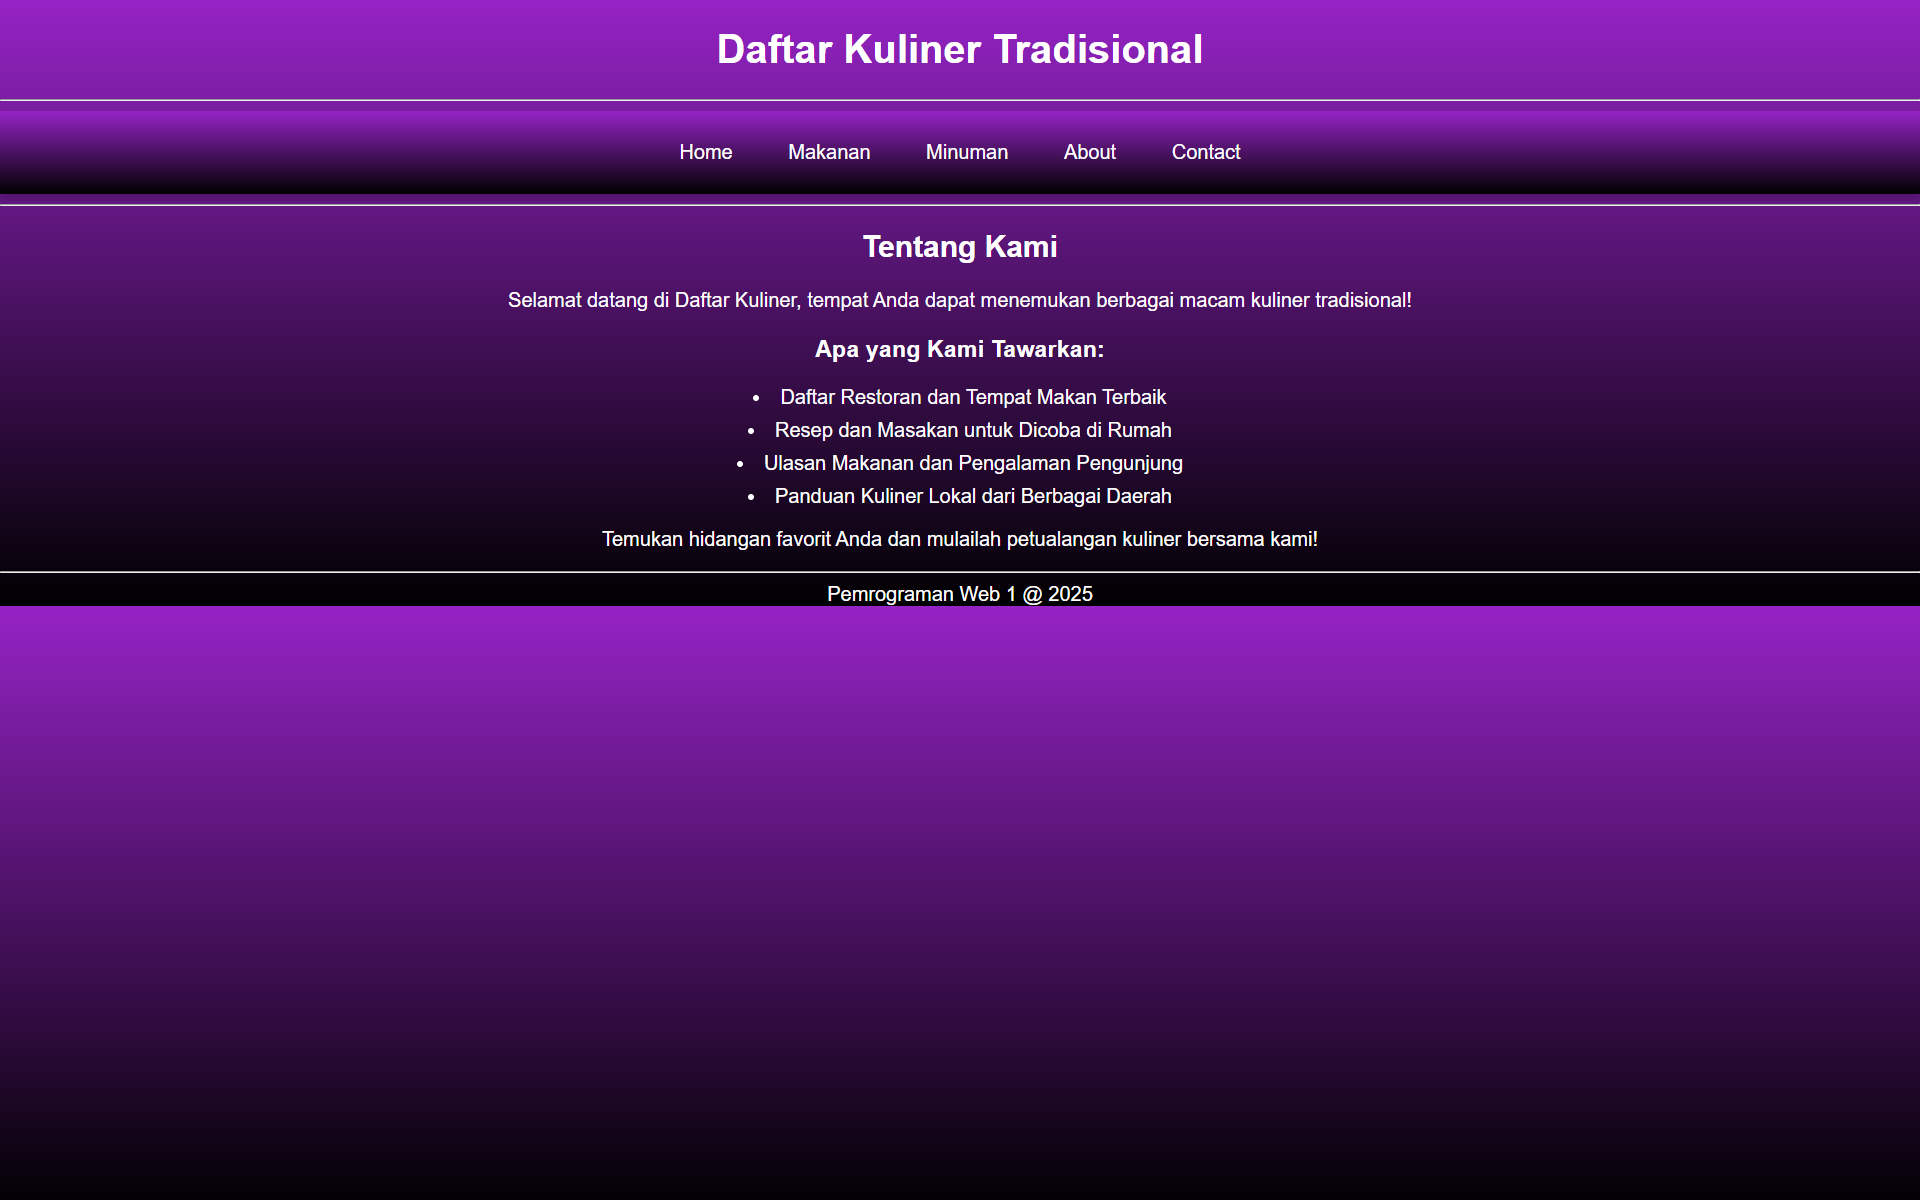 Daftar Kuliner Tradisional
Home Makanan Minuman About Contact
Tentang Kami
Selamat datang di Daftar Kuliner, tempat Anda dapat menemukan berbagai macam kuliner tradisional!
Apa yang Kami Tawarkan:
• Daftar Restoran dan Tempat Makan Terbaik
• Resep dan Masakan untuk Dicoba di Rumah
• Ulasan Makanan dan Pengalaman Pengunjung
• Panduan Kuliner Lokal dari Berbagai Daerah
Temukan hidangan favorit Anda dan mulailah petualangan kuliner bersama kami!
Pemrograman Web 1 @ 2025